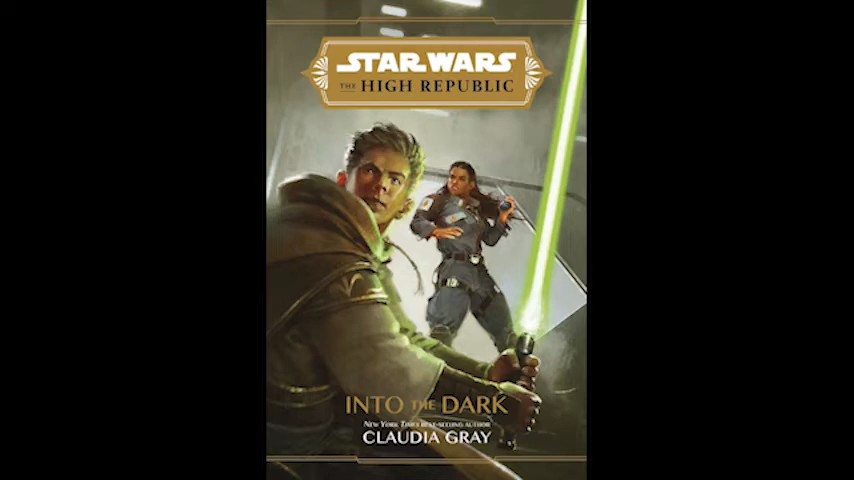 STAR WARS
THE HIGH REPUBLIC
INTO THE DARK
NEW YORK TIMES BEST-SELLING AUTHOR
CLAUDIA GRAY